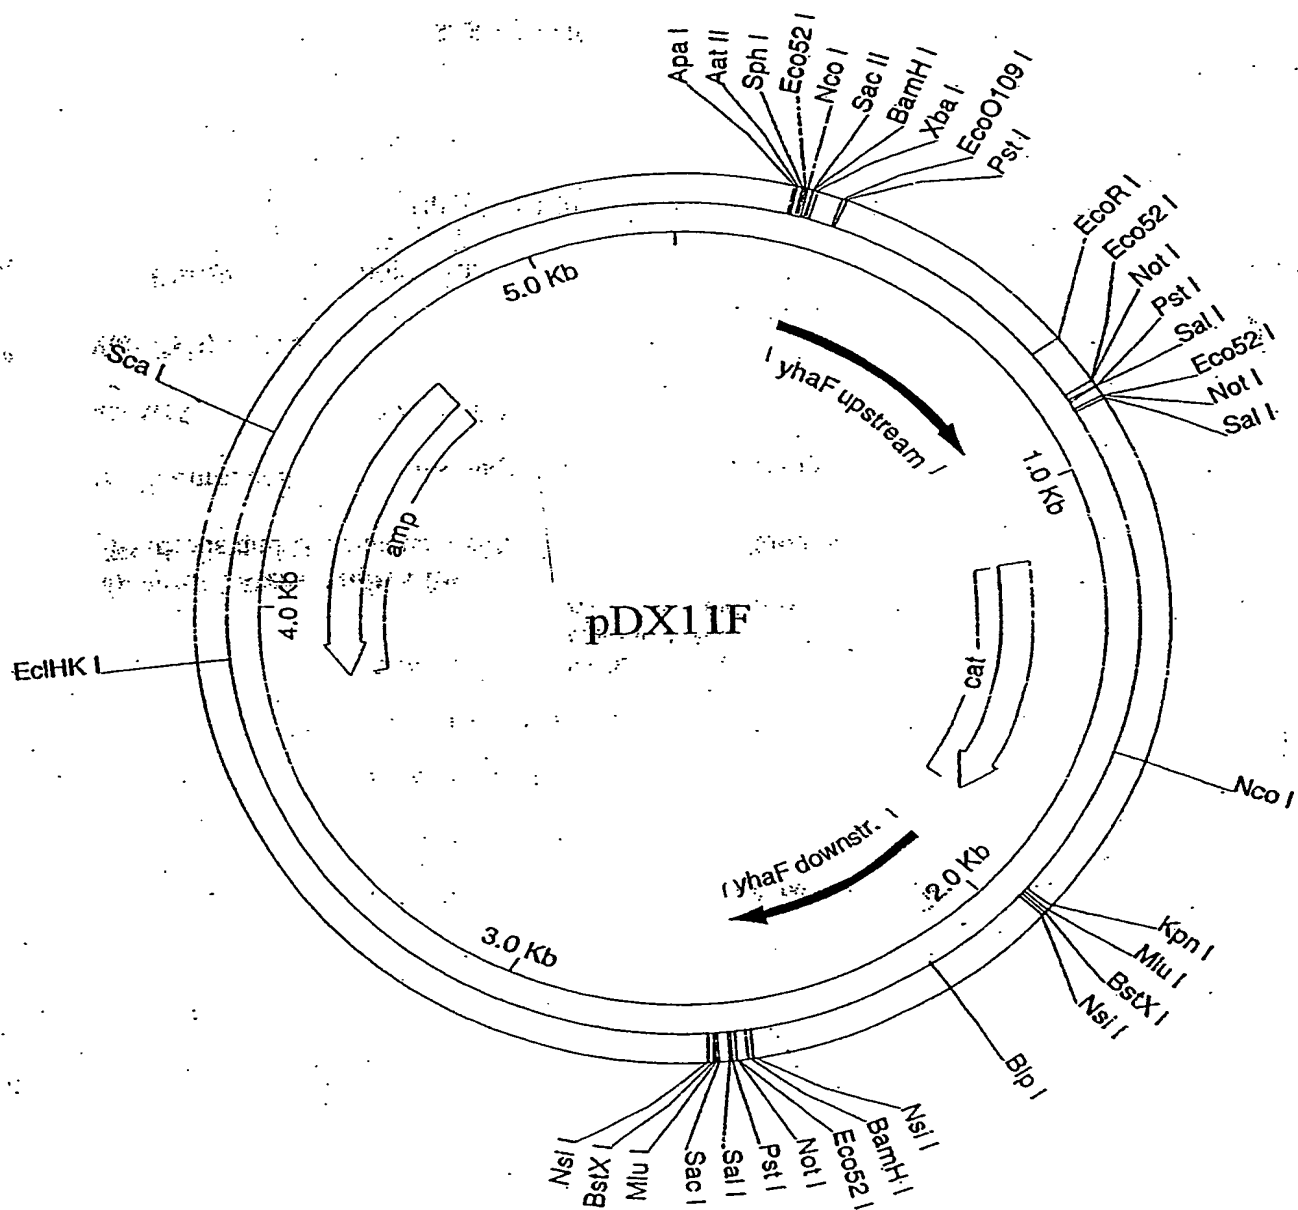 Apa I
Aat II
Sph I
Eco52 I
Nco I
Sac II
BamH I
Xba I
EcoO109 I
Pst I
EcoR I
Eco52 I
Not I
Pst I
Sal I
Eco52 I
Not I
Sal I
5.0 Kb
Sca I
yhaF upstream
1.0 Kb
amp
4.0 Kb
pDX11F
EclHK I
cat
Nco I
yhaF downstr.
2.0 Kb
3.0 Kb
Kpn I
Mlu I
BstX I
Nsi I
Blp I
Nsi I
BamH I
Eco52 I
Not I
Pst I
Sal I
Sac I
Mlu I
BstX I
NsI I